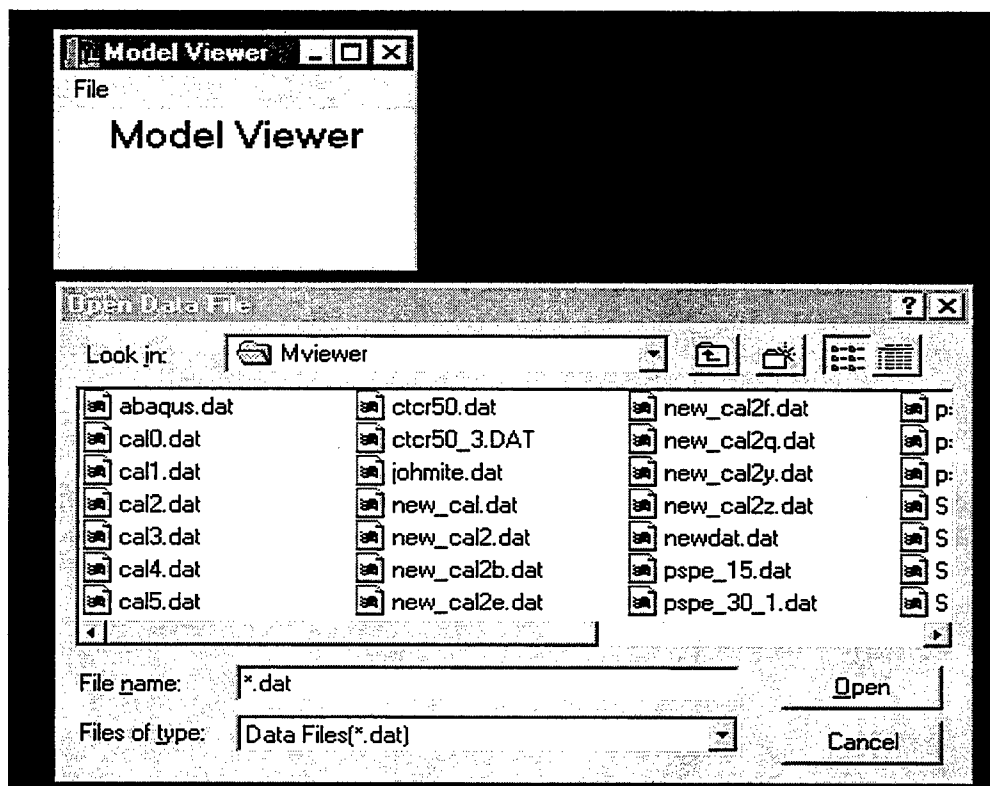 Model Viewer
File
Model Viewer
Open Data File
Look in: Mviewer
abaqus.dat ctcr50.dat new_cal2f.dat p
cal0.dat ctcr50_3.DAT new_cal2q.dat p
cal1.dat johmite.dat new_cal2y.dat p
cal2.dat new_cal.dat new_cal2z.dat S
cal3.dat new_cal2.dat newdat.dat S
cal4.dat new_cal2b.dat pspe_15.dat S
cal5.dat new_cal2e.dat pspe_30_1.dat S
File name: *.dat Open
Files of type: Data Files(*.dat) Cancel